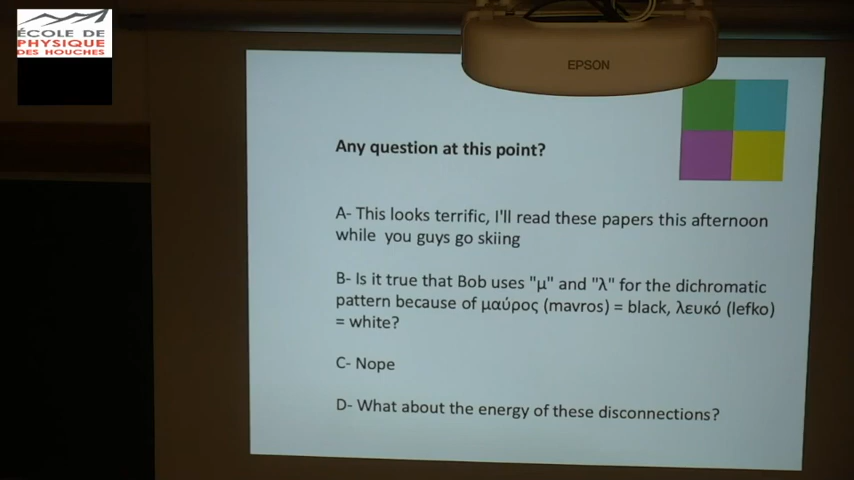 ÉCOLE DE
PHYSIQUE
DES HOUCHES
EPSON
Any question at this point?
A- This looks terrific, I'll read these papers this afternoon
while you guys go skiing
B- Is it true that Bob uses "μ" and "λ" for the dichromatic
pattern because of μαύρος (mavros) = black, λευκό (lefko)
= white?
C- Nope
D- What about the energy of these disconnections?